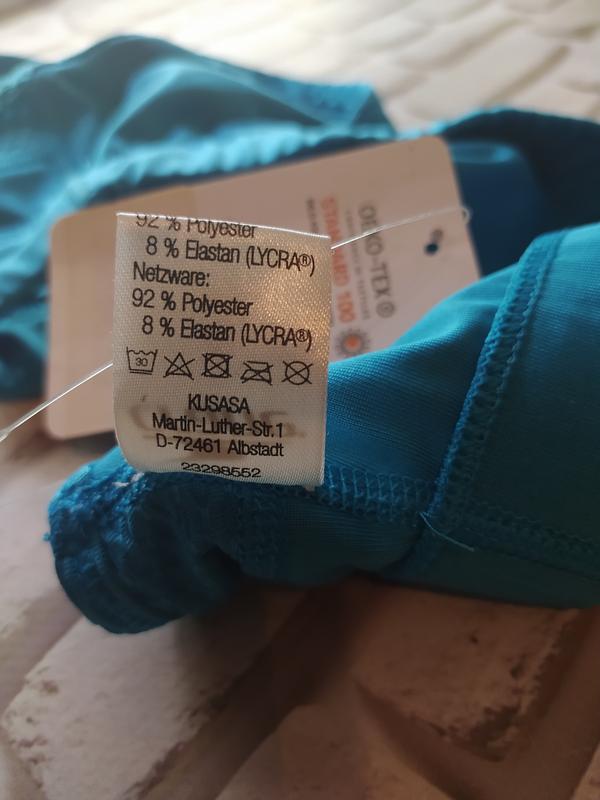 92 % Polyester
8 % Elastan (LYCRA®)
Netzware:
92 % Polyester
8 % Elastan (LYCRA®)
30
KUSASA
Martin-Luther-Str.1
D-72461 Albstadt
23298552
OEKO-TEX®
STANDARD 100